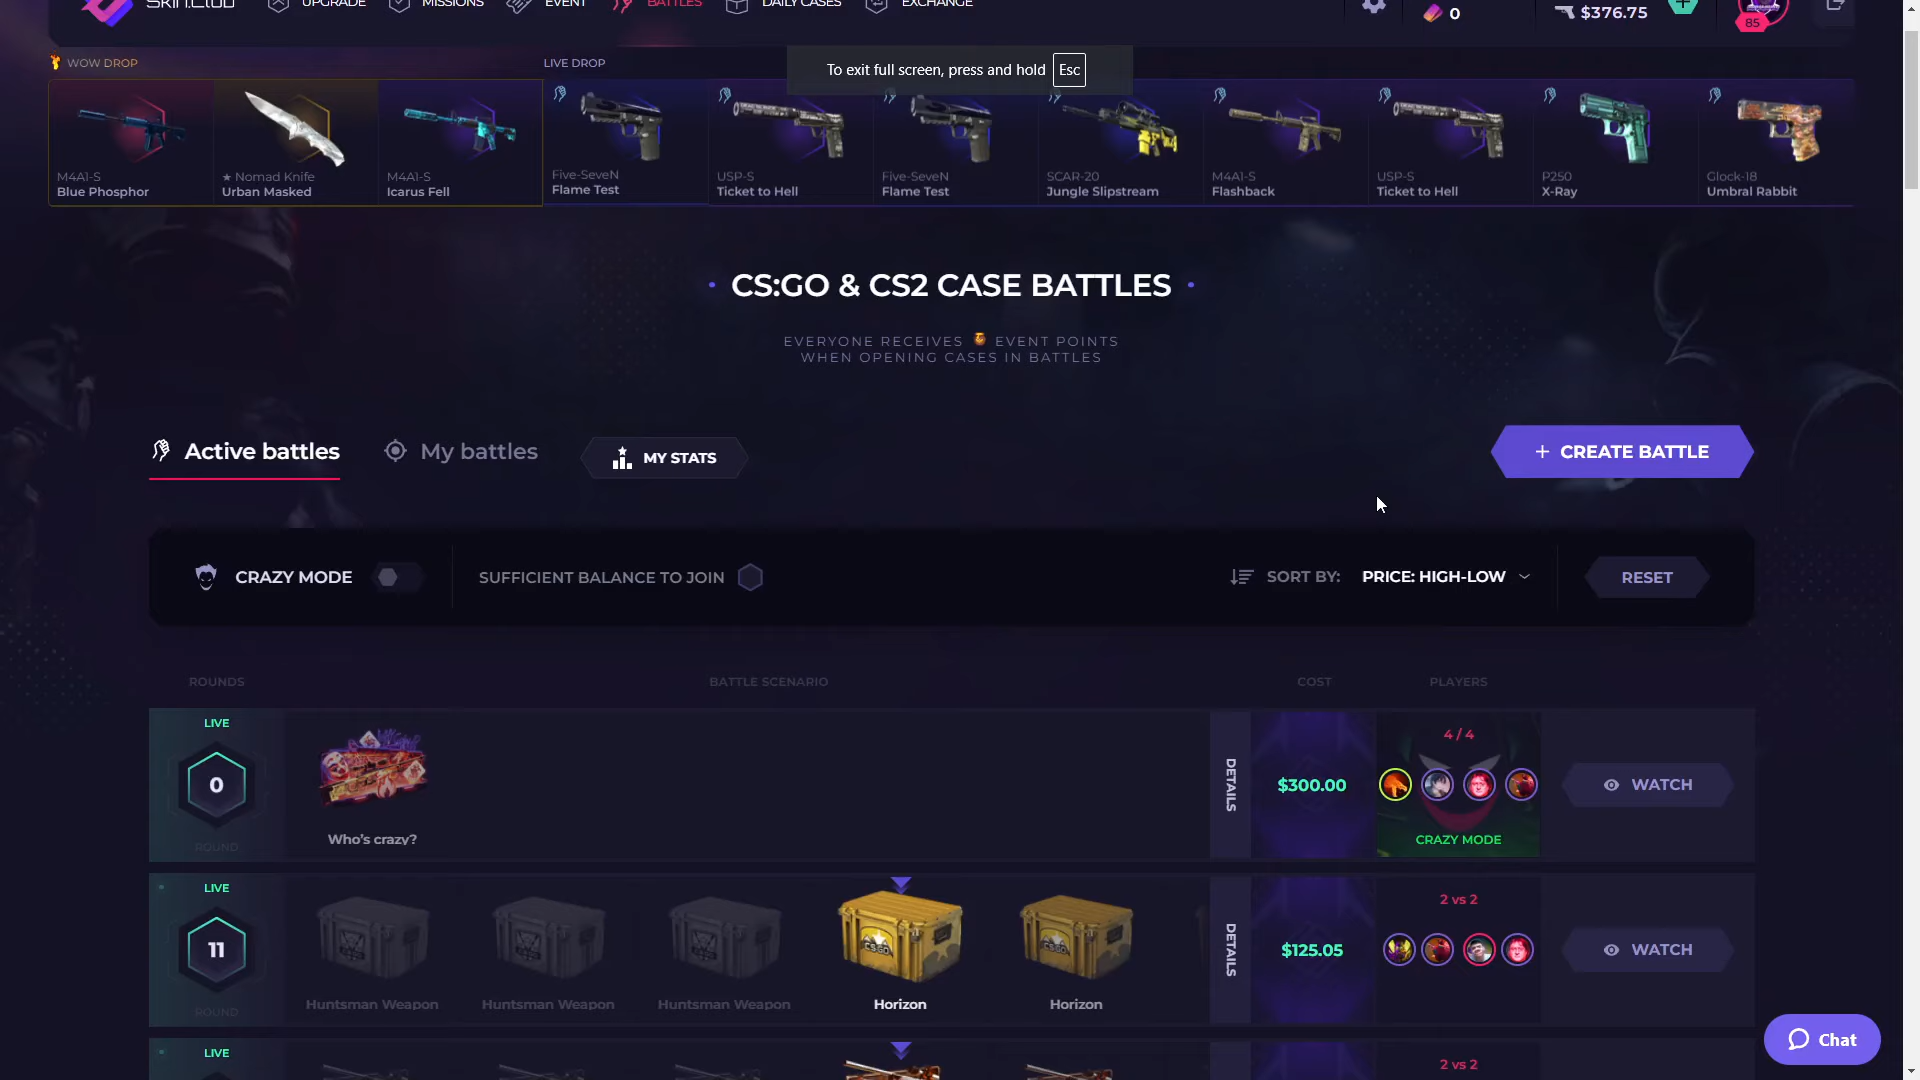 SKIN.CLUB
UPGRADE
MISSIONS
EVENT
BATTLES
DAILY CASES
EXCHANGE
0
$376.75
85
WOW DROP
LIVE DROP
To exit full screen, press and hold Esc
M4A1-S
Blue Phosphor
★ Nomad Knife
Urban Masked
M4A1-S
Icarus Fell
Five-SeveN
Flame Test
USP-S
Ticket to Hell
Five-SeveN
Flame Test
SCAR-20
Jungle Slipstream
M4A1-S
Flashback
USP-S
Ticket to Hell
P250
X-Ray
Glock-18
Umbral Rabbit
CS:GO & CS2 CASE BATTLES
EVERYONE RECEIVES EVENT POINTS
WHEN OPENING CASES IN BATTLES
Active battles
My battles
MY STATS
+ CREATE BATTLE
CRAZY MODE
SUFFICIENT BALANCE TO JOIN
SORT BY: PRICE: HIGH-LOW
RESET
ROUNDS
BATTLE SCENARIO
COST
PLAYERS
LIVE
0
ROUND
Who's crazy?
DETAILS
$300.00
4 / 4
CRAZY MODE
WATCH
LIVE
11
ROUND
Huntsman Weapon
Huntsman Weapon
Huntsman Weapon
Horizon
Horizon
DETAILS
$125.05
2 vs 2
WATCH
LIVE
2 vs 2
Chat